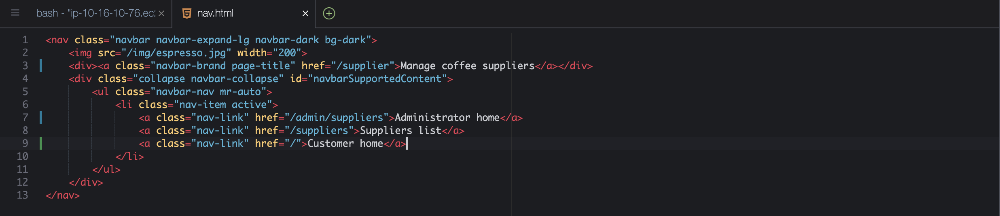 bash - "ip-10-16-10-76.ec2
nav.html
1 <nav class="navbar navbar-expand-lg navbar-dark bg-dark">
2     <img src="/img/espresso.jpg" width="200">
3     <div><a class="navbar-brand page-title" href="/supplier">Manage coffee suppliers</a></div>
4     <div class="collapse navbar-collapse" id="navbarSupportedContent">
5         <ul class="navbar-nav mr-auto">
6             <li class="nav-item active">
7                 <a class="nav-link" href="/admin/suppliers">Administrator home</a>
8                 <a class="nav-link" href="/suppliers">Suppliers list</a>
9                 <a class="nav-link" href="/">Customer home</a>
10             </li>
11         </ul>
12     </div>
13 </nav>